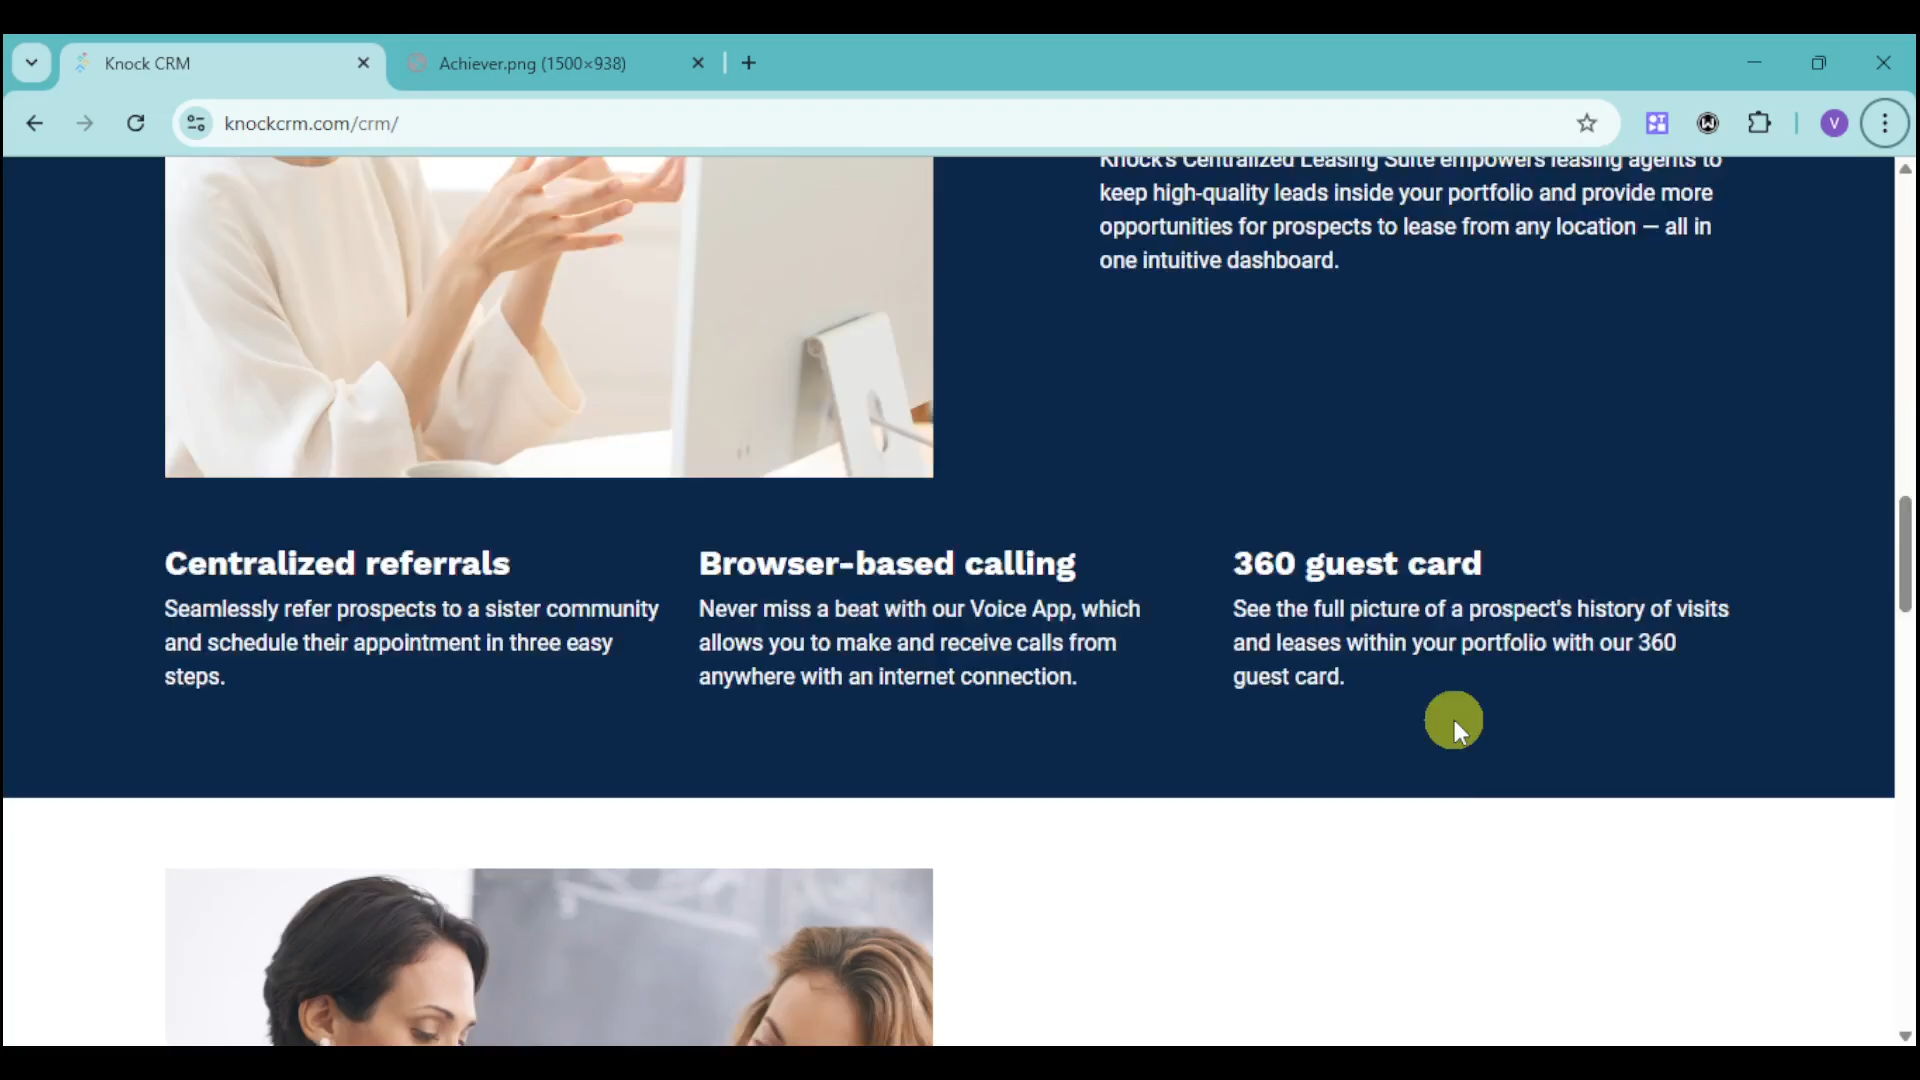 Knock CRM
Achiever.png (1500×938)
knockcrm.com/crm/
V
Knock's Centralized Leasing Suite empowers leasing agents to
keep high-quality leads inside your portfolio and provide more
opportunities for prospects to lease from any location — all in
one intuitive dashboard.
Centralized referrals
Seamlessly refer prospects to a sister community
and schedule their appointment in three easy
steps.
Browser-based calling
Never miss a beat with our Voice App, which
allows you to make and receive calls from
anywhere with an internet connection.
360 guest card
See the full picture of a prospect's history of visits
and leases within your portfolio with our 360
guest card.